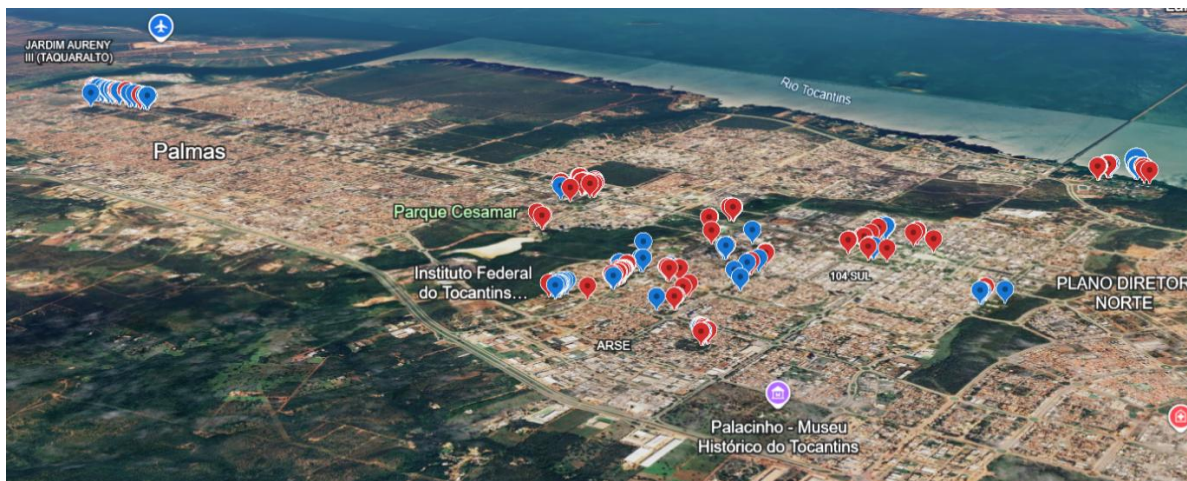 JARDIM AURENY
III (TAQUARALTO)
Rio Tocantins
Palmas
Parque Cesamar
Instituto Federal
do Tocantins...
104 SUL
PLANO DIRETOR
NORTE
ARSE
Palacinho - Museu
Histórico do Tocantins